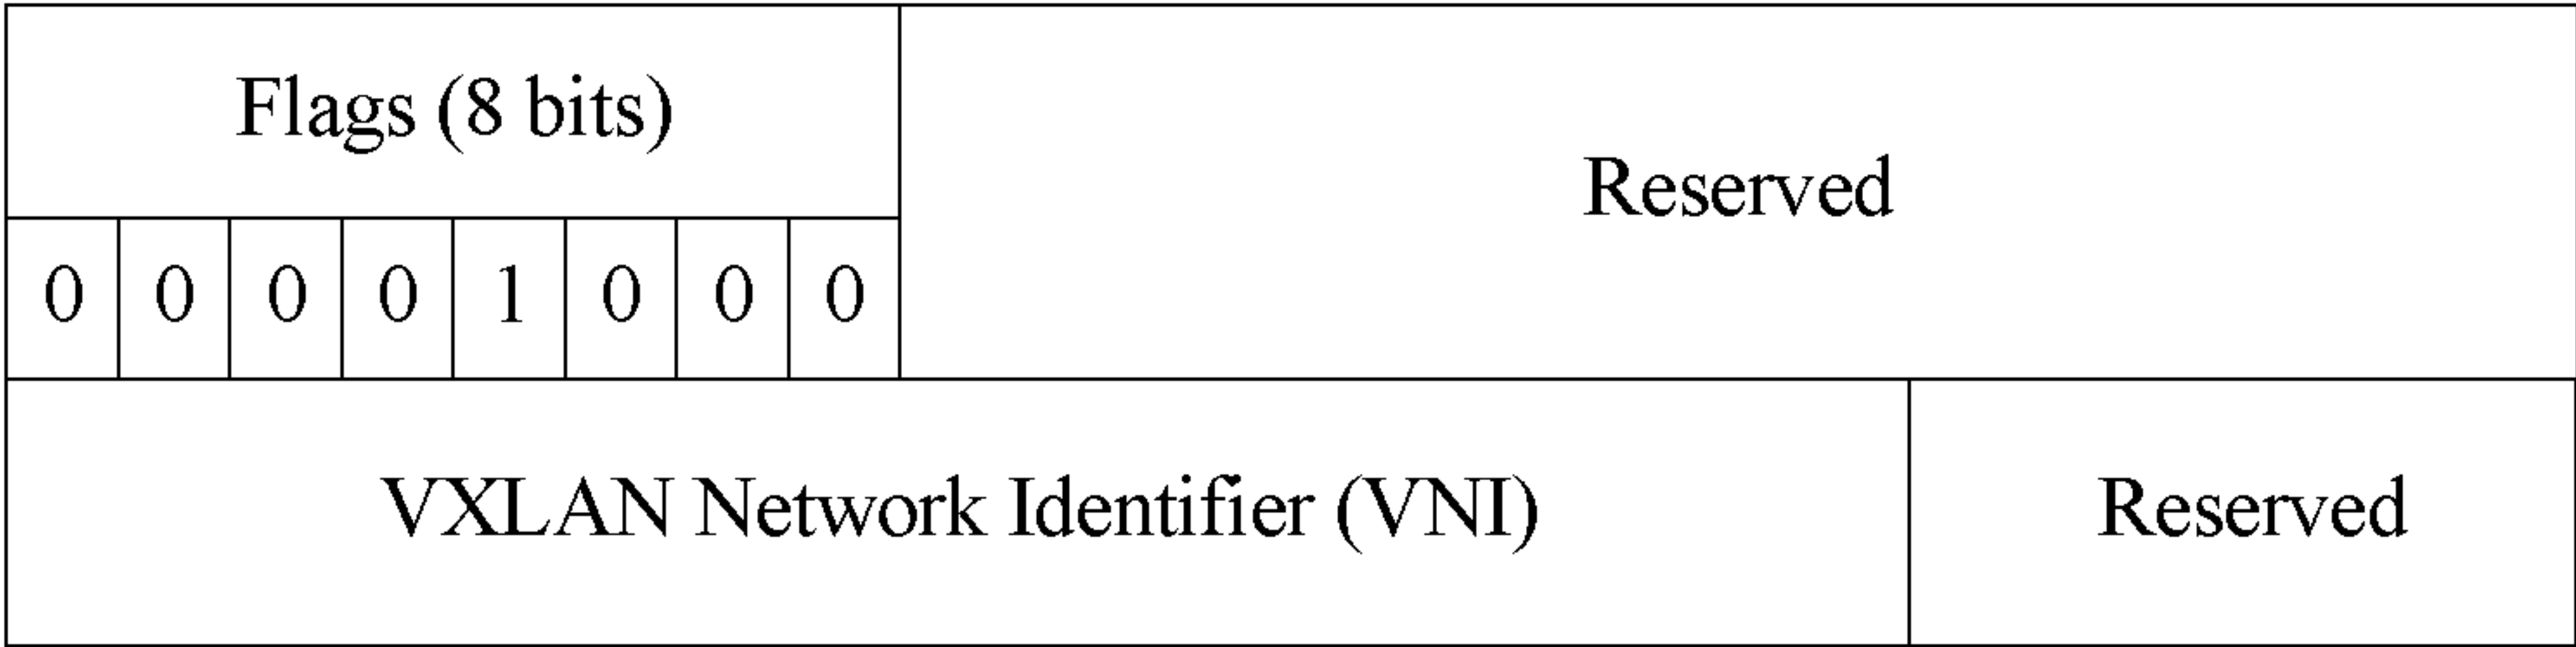 Flags (8 bits)
Reserved
0 0 0 0 1 0 0 0
VXLAN Network Identifier (VNI)
Reserved